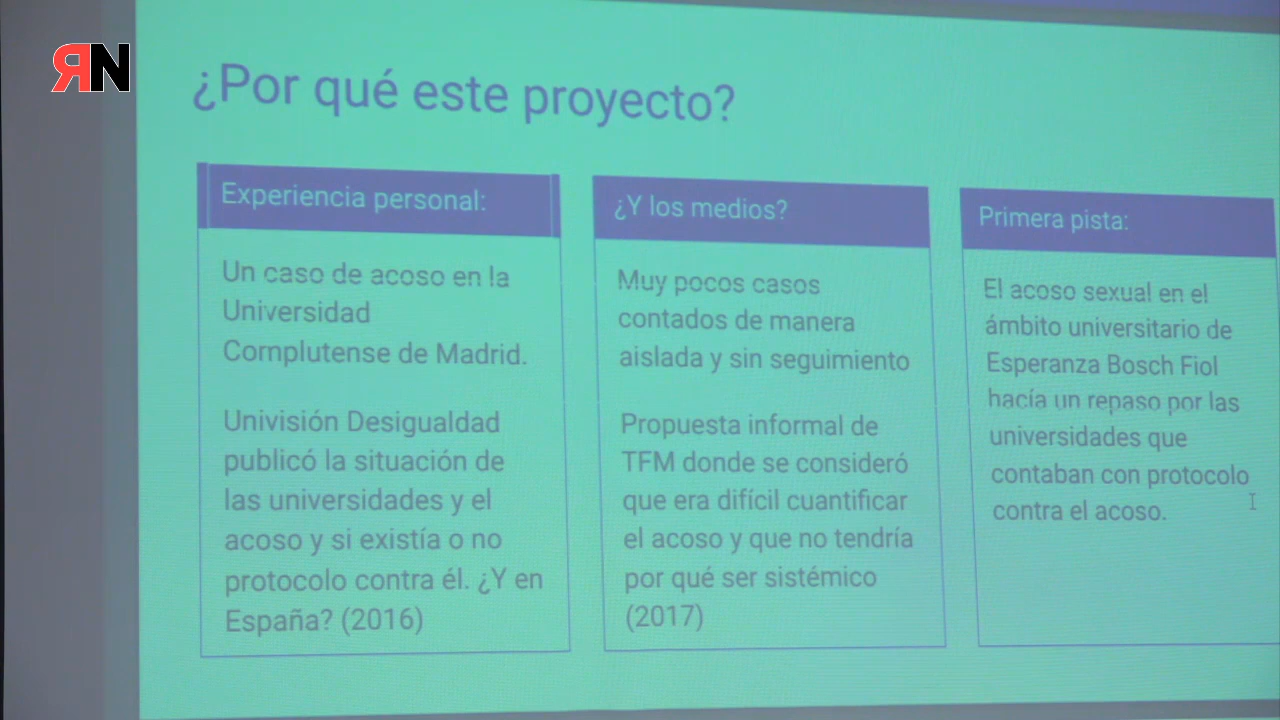 RN
¿Por qué este proyecto?
Experiencia personal:
Un caso de acoso en la
Universidad
Complutense de Madrid.
Univisión Desigualdad
publicó la situación de
las universidades y el
acoso y si existía o no
protocolo contra él. ¿Y en
España? (2016)
¿Y los medios?
Muy pocos casos
contados de manera
aislada y sin seguimiento
Propuesta informal de
TFM donde se consideró
que era difícil cuantificar
el acoso y que no tendría
por qué ser sistémico
(2017)
Primera pista:
El acoso sexual en el
ámbito universitario de
Esperanza Bosch Fiol
hacía un repaso por las
universidades que
contaban con protocolo
contra el acoso.